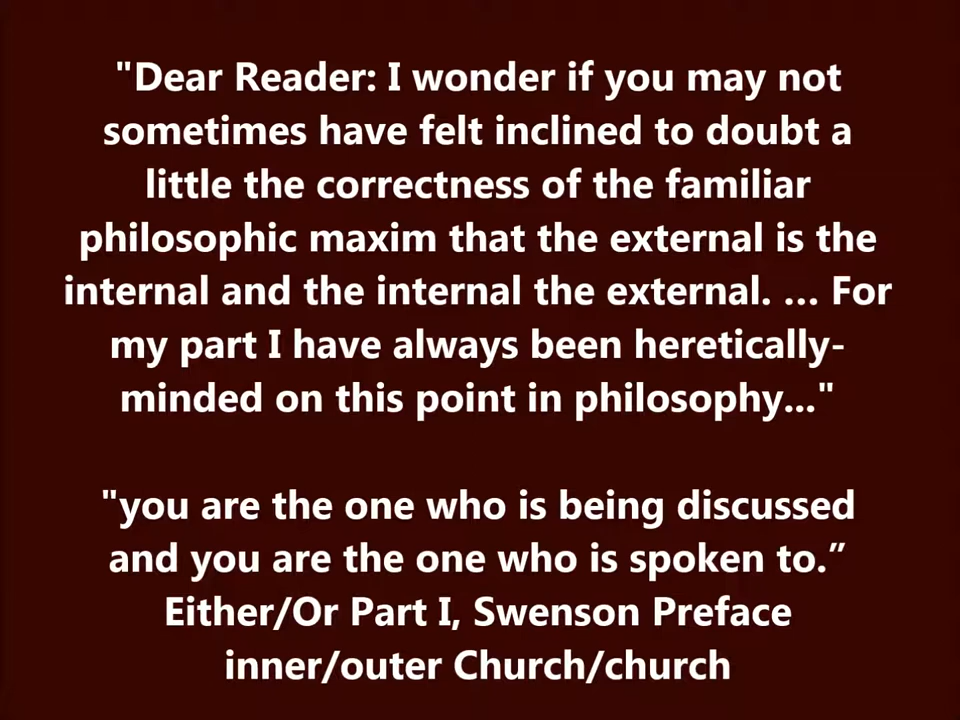 "Dear Reader: I wonder if you may not
sometimes have felt inclined to doubt a
little the correctness of the familiar
philosophic maxim that the external is the
internal and the internal the external. ... For
my part I have always been heretically-
minded on this point in philosophy..."
"you are the one who is being discussed
and you are the one who is spoken to.”
Either/Or Part I, Swenson Preface
inner/outer Church/church